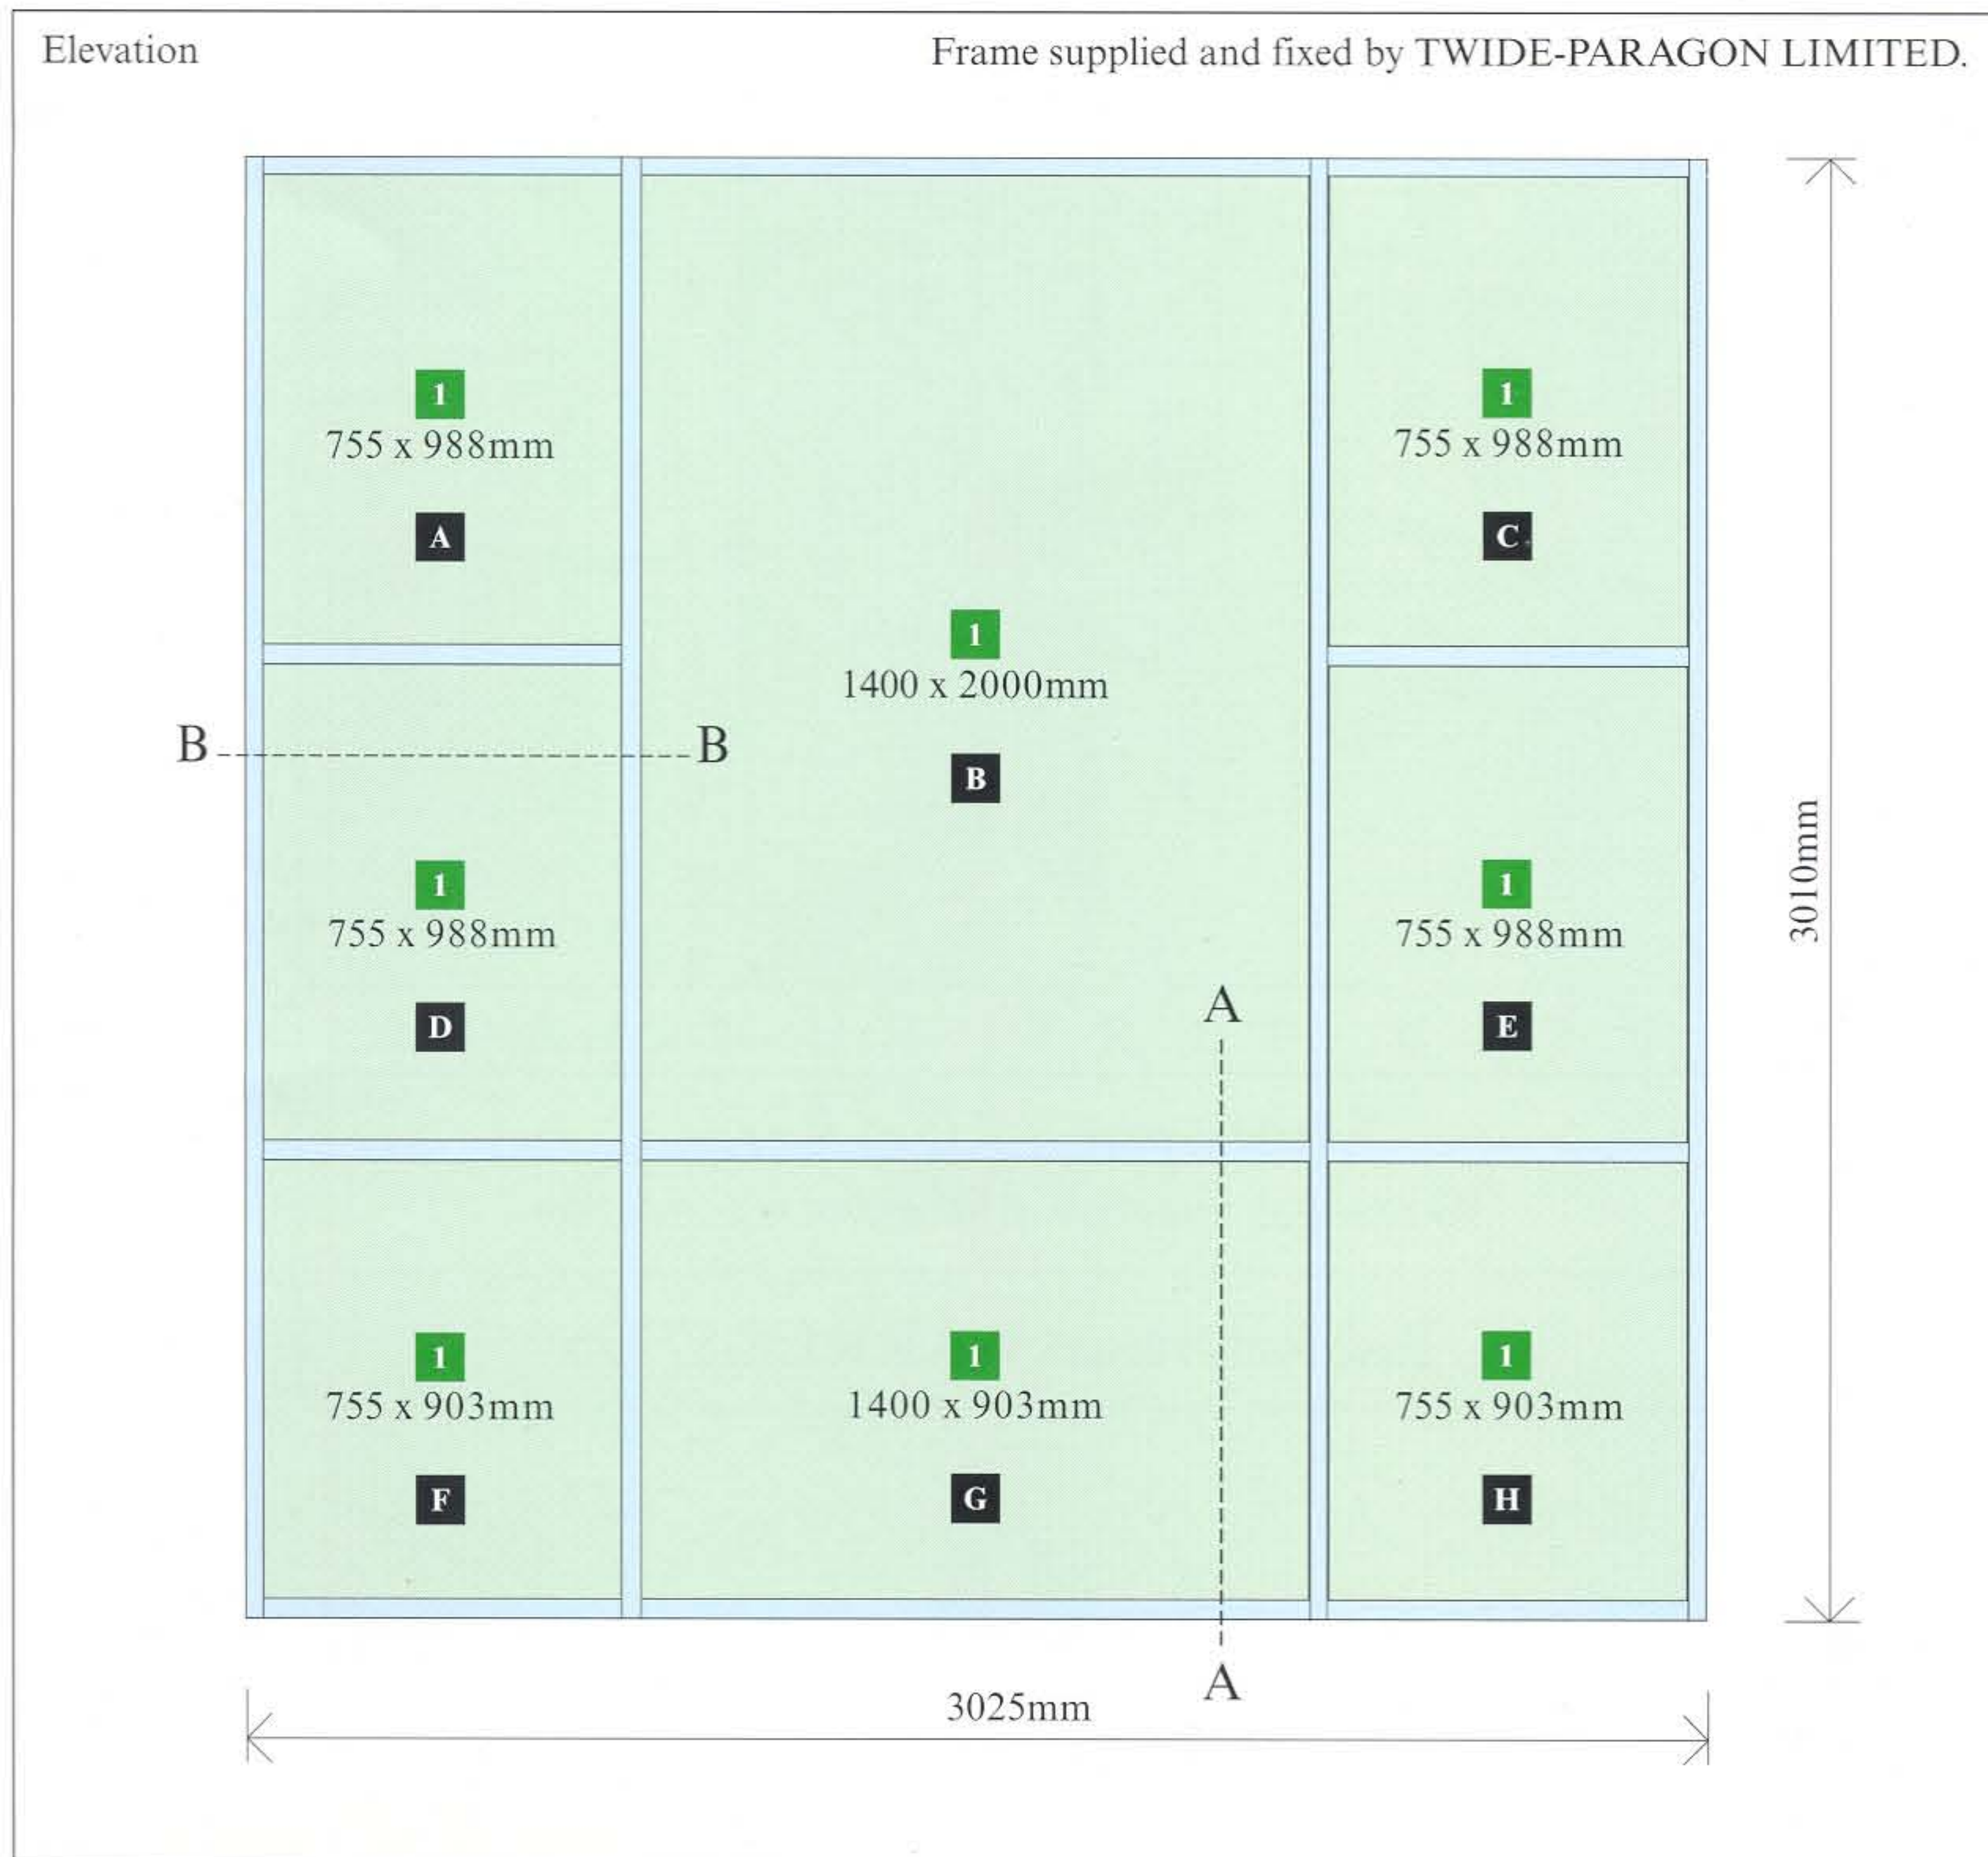 Elevation
Frame supplied and fixed by TWIDE-PARAGON LIMITED.
1
755 x 988mm
A
1
1400 x 2000mm
B
1
755 x 988mm
C
B
B
1
755 x 988mm
D
1
755 x 988mm
E
A
3010mm
1
755 x 903mm
F
1
1400 x 903mm
G
1
755 x 903mm
H
A
3025mm